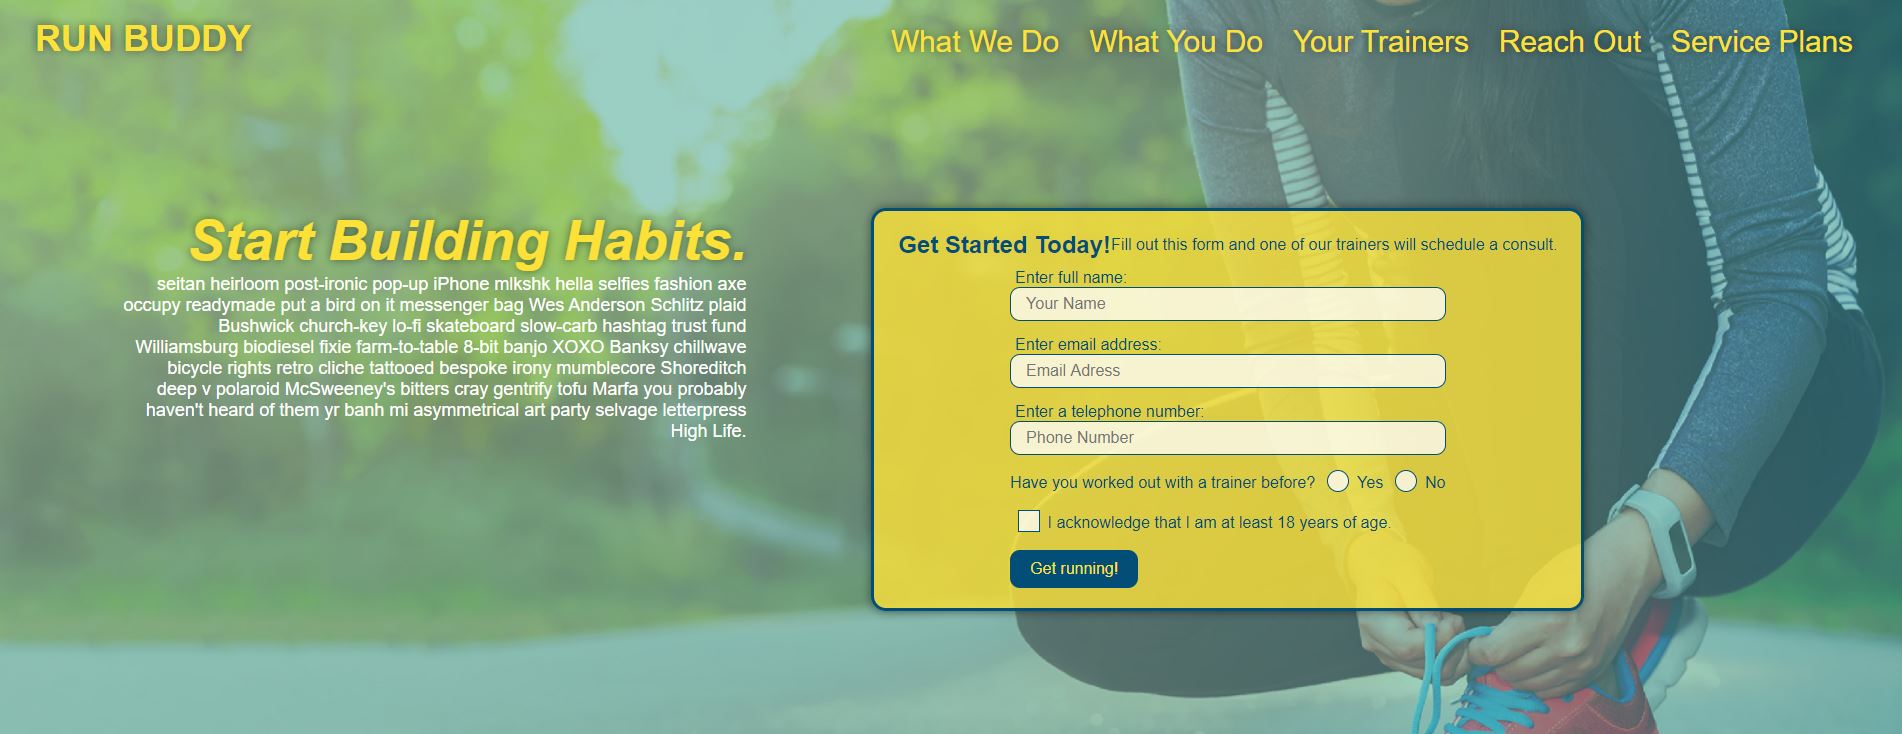 RUN BUDDY
What We Do What You Do Your Trainers Reach Out Service Plans
Start Building Habits.
seitan heirloom post-ironic pop-up iPhone mlkshk hella selfies fashion axe
occupy readymade put a bird on it messenger bag Wes Anderson Schlitz plaid
Bushwick church-key lo-fi skateboard slow-carb hashtag trust fund
Williamsburg biodiesel fixie farm-to-table 8-bit banjo XOXO Banksy chillwave
bicycle rights retro cliche tattooed bespoke irony mumblecore Shoreditch
deep v polaroid McSweeney's bitters cray gentrify tofu Marfa you probably
haven't heard of them yr banh mi asymmetrical art party selvage letterpress
High Life.
Get Started Today!Fill out this form and one of our trainers will schedule a consult.
Enter full name:
Your Name
Enter email address:
Email Adress
Enter a telephone number:
Phone Number
Have you worked out with a trainer before? Yes No
I acknowledge that I am at least 18 years of age.
Get running!